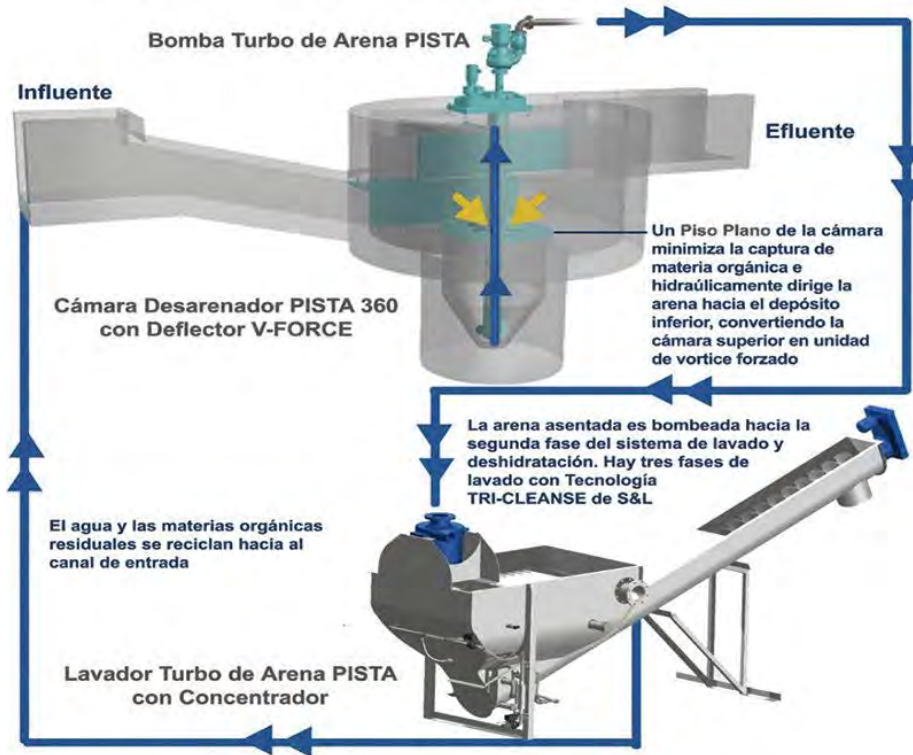 Bomba Turbo de Arena PISTA
Influente
Efluente
Un Piso Plano de la cámara
minimiza la captura de
materia orgánica e
hidraúlicamente dirige la
arena hacia el depósito
inferior, convertiendo la
cámara superior en unidad
de vortice forzado
Cámara Desarenador PISTA 360
con Deflector V-FORCE
La arena asentada es bombeada hacia la
segunda fase del sistema de lavado y
deshidratación. Hay tres fases de
lavado con Tecnología
TRI-CLEANSE de S&L
El agua y las materias orgánicas
residuales se reciclan hacia al
canal de entrada
Lavador Turbo de Arena PISTA
con Concentrador